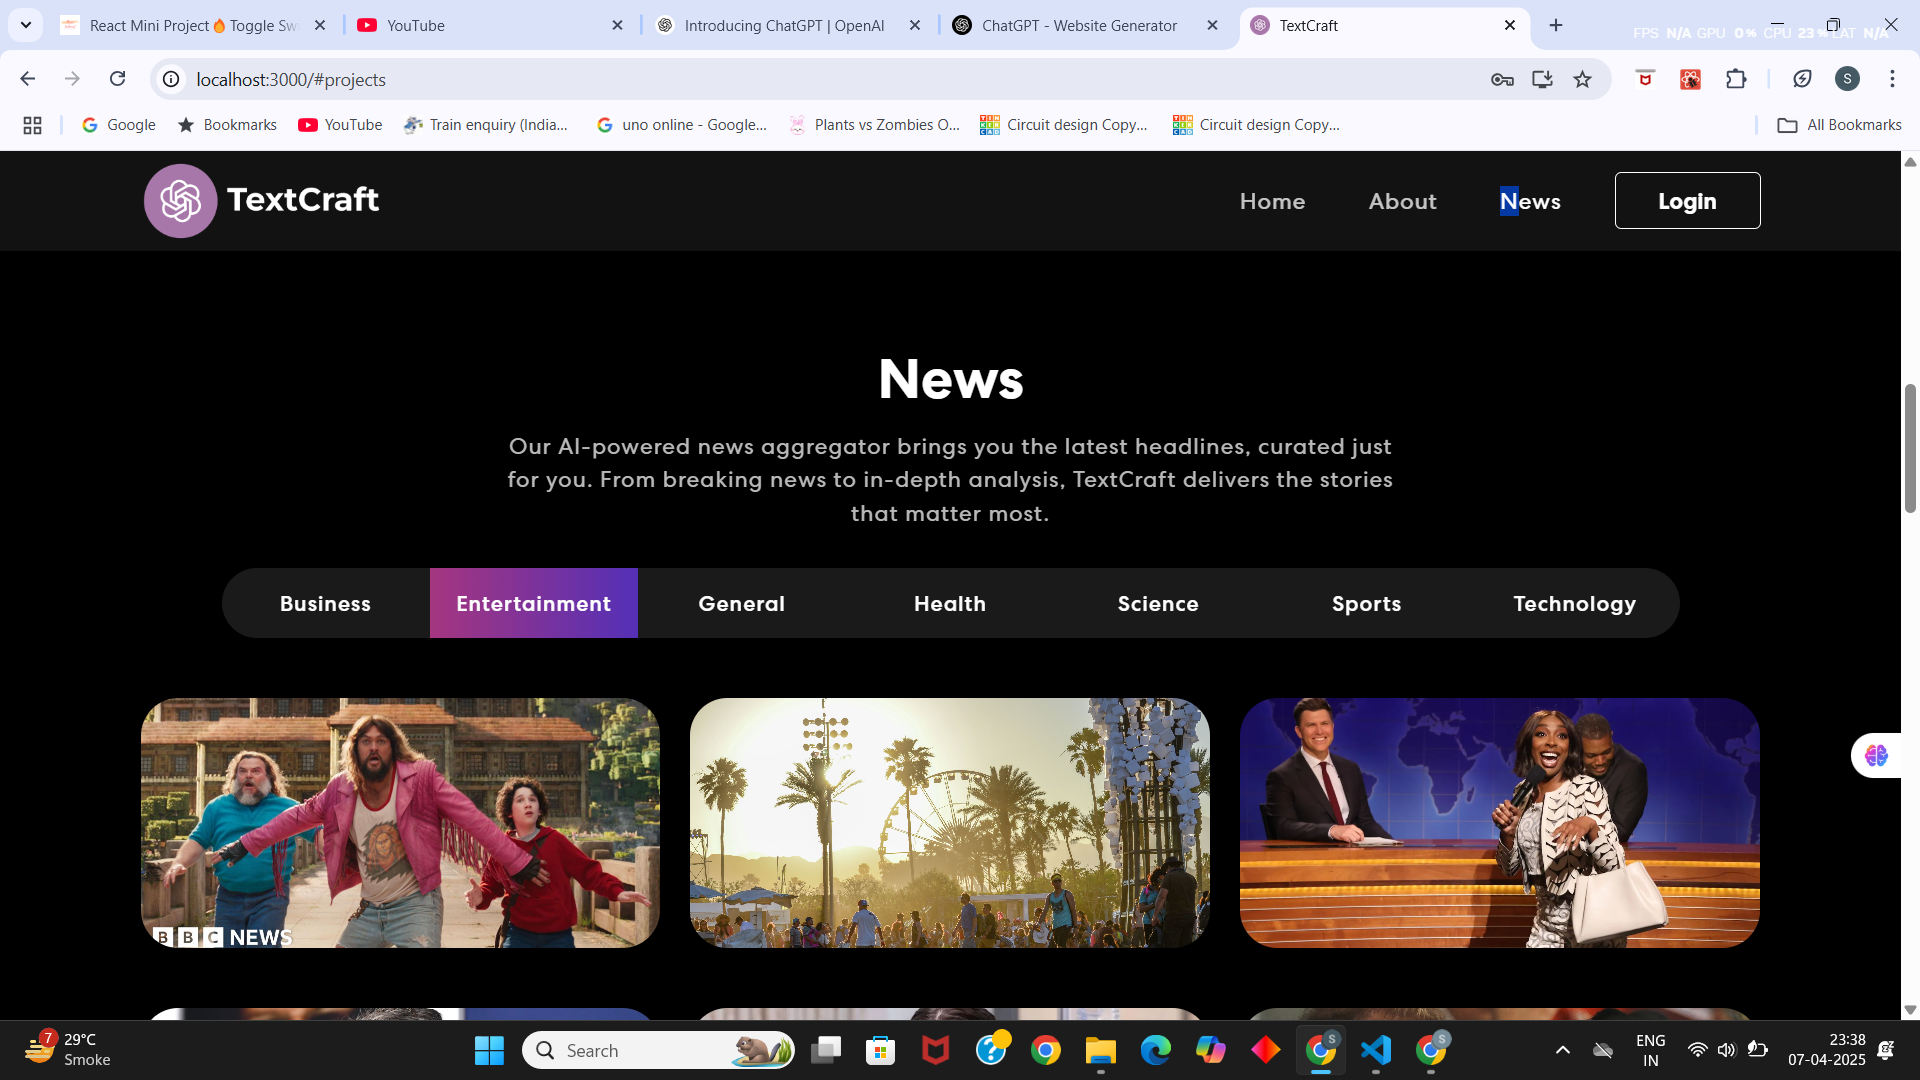 React Mini Project🔥Toggle Sw
YouTube
Introducing ChatGPT | OpenAI
ChatGPT - Website Generator
TextCraft
FPS N/A GPU 0% CPU 23% LAT N/A
localhost:3000/#projects
S
Google
Bookmarks
YouTube
Train enquiry (India...
uno online - Google...
Plants vs Zombies O...
Circuit design Copy...
Circuit design Copy...
All Bookmarks
TextCraft
Home
About
News
Login
News
Our AI-powered news aggregator brings you the latest headlines, curated just
for you. From breaking news to in-depth analysis, TextCraft delivers the stories
that matter most.
Business
Entertainment
General
Health
Science
Sports
Technology
BBC NEWS
7
29°C
Smoke
Search
S
S
ENG
IN
23:38
07-04-2025